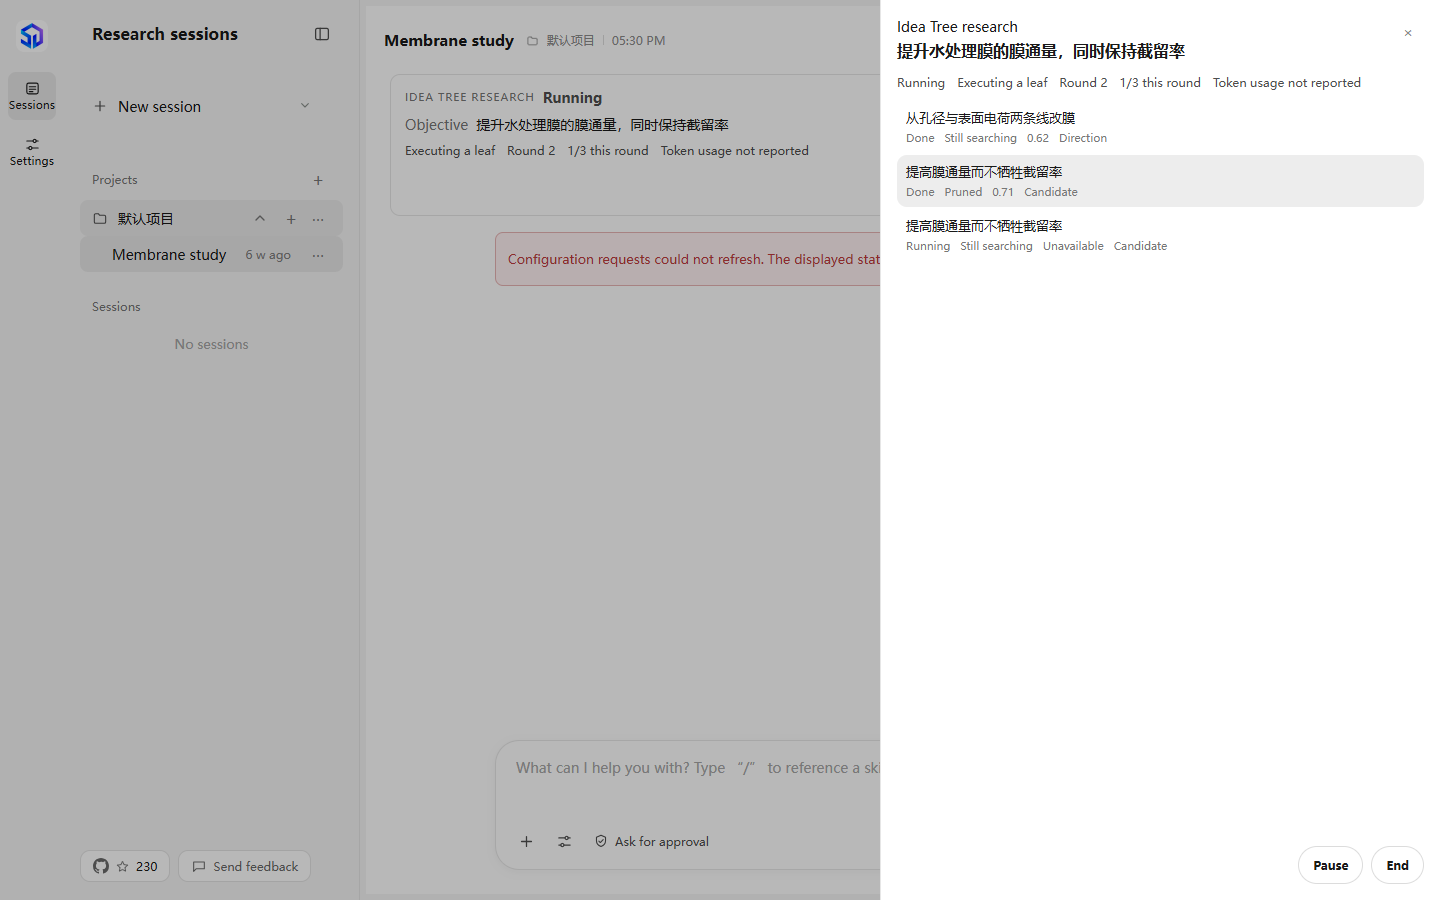 Sessions
Settings
Research sessions
New session
Projects
默认项目
Membrane study 6 w ago
Sessions
No sessions
230
Send feedback
Membrane study 默认项目 05:30 PM
IDEA TREE RESEARCH Running
Objective 提升水处理膜的膜通量，同时保持截留率
Executing a leaf Round 2 1/3 this round Token usage not reported
Configuration requests could not refresh. The displayed stat
What can I help you with? Type “/” to reference a ski
Ask for approval
Idea Tree research
提升水处理膜的膜通量，同时保持截留率
Running Executing a leaf Round 2 1/3 this round Token usage not reported
从孔径与表面电荷两条线改膜
Done Still searching 0.62 Direction
提高膜通量而不牺牲截留率
Done Pruned 0.71 Candidate
提高膜通量而不牺牲截留率
Running Still searching Unavailable Candidate
Pause End